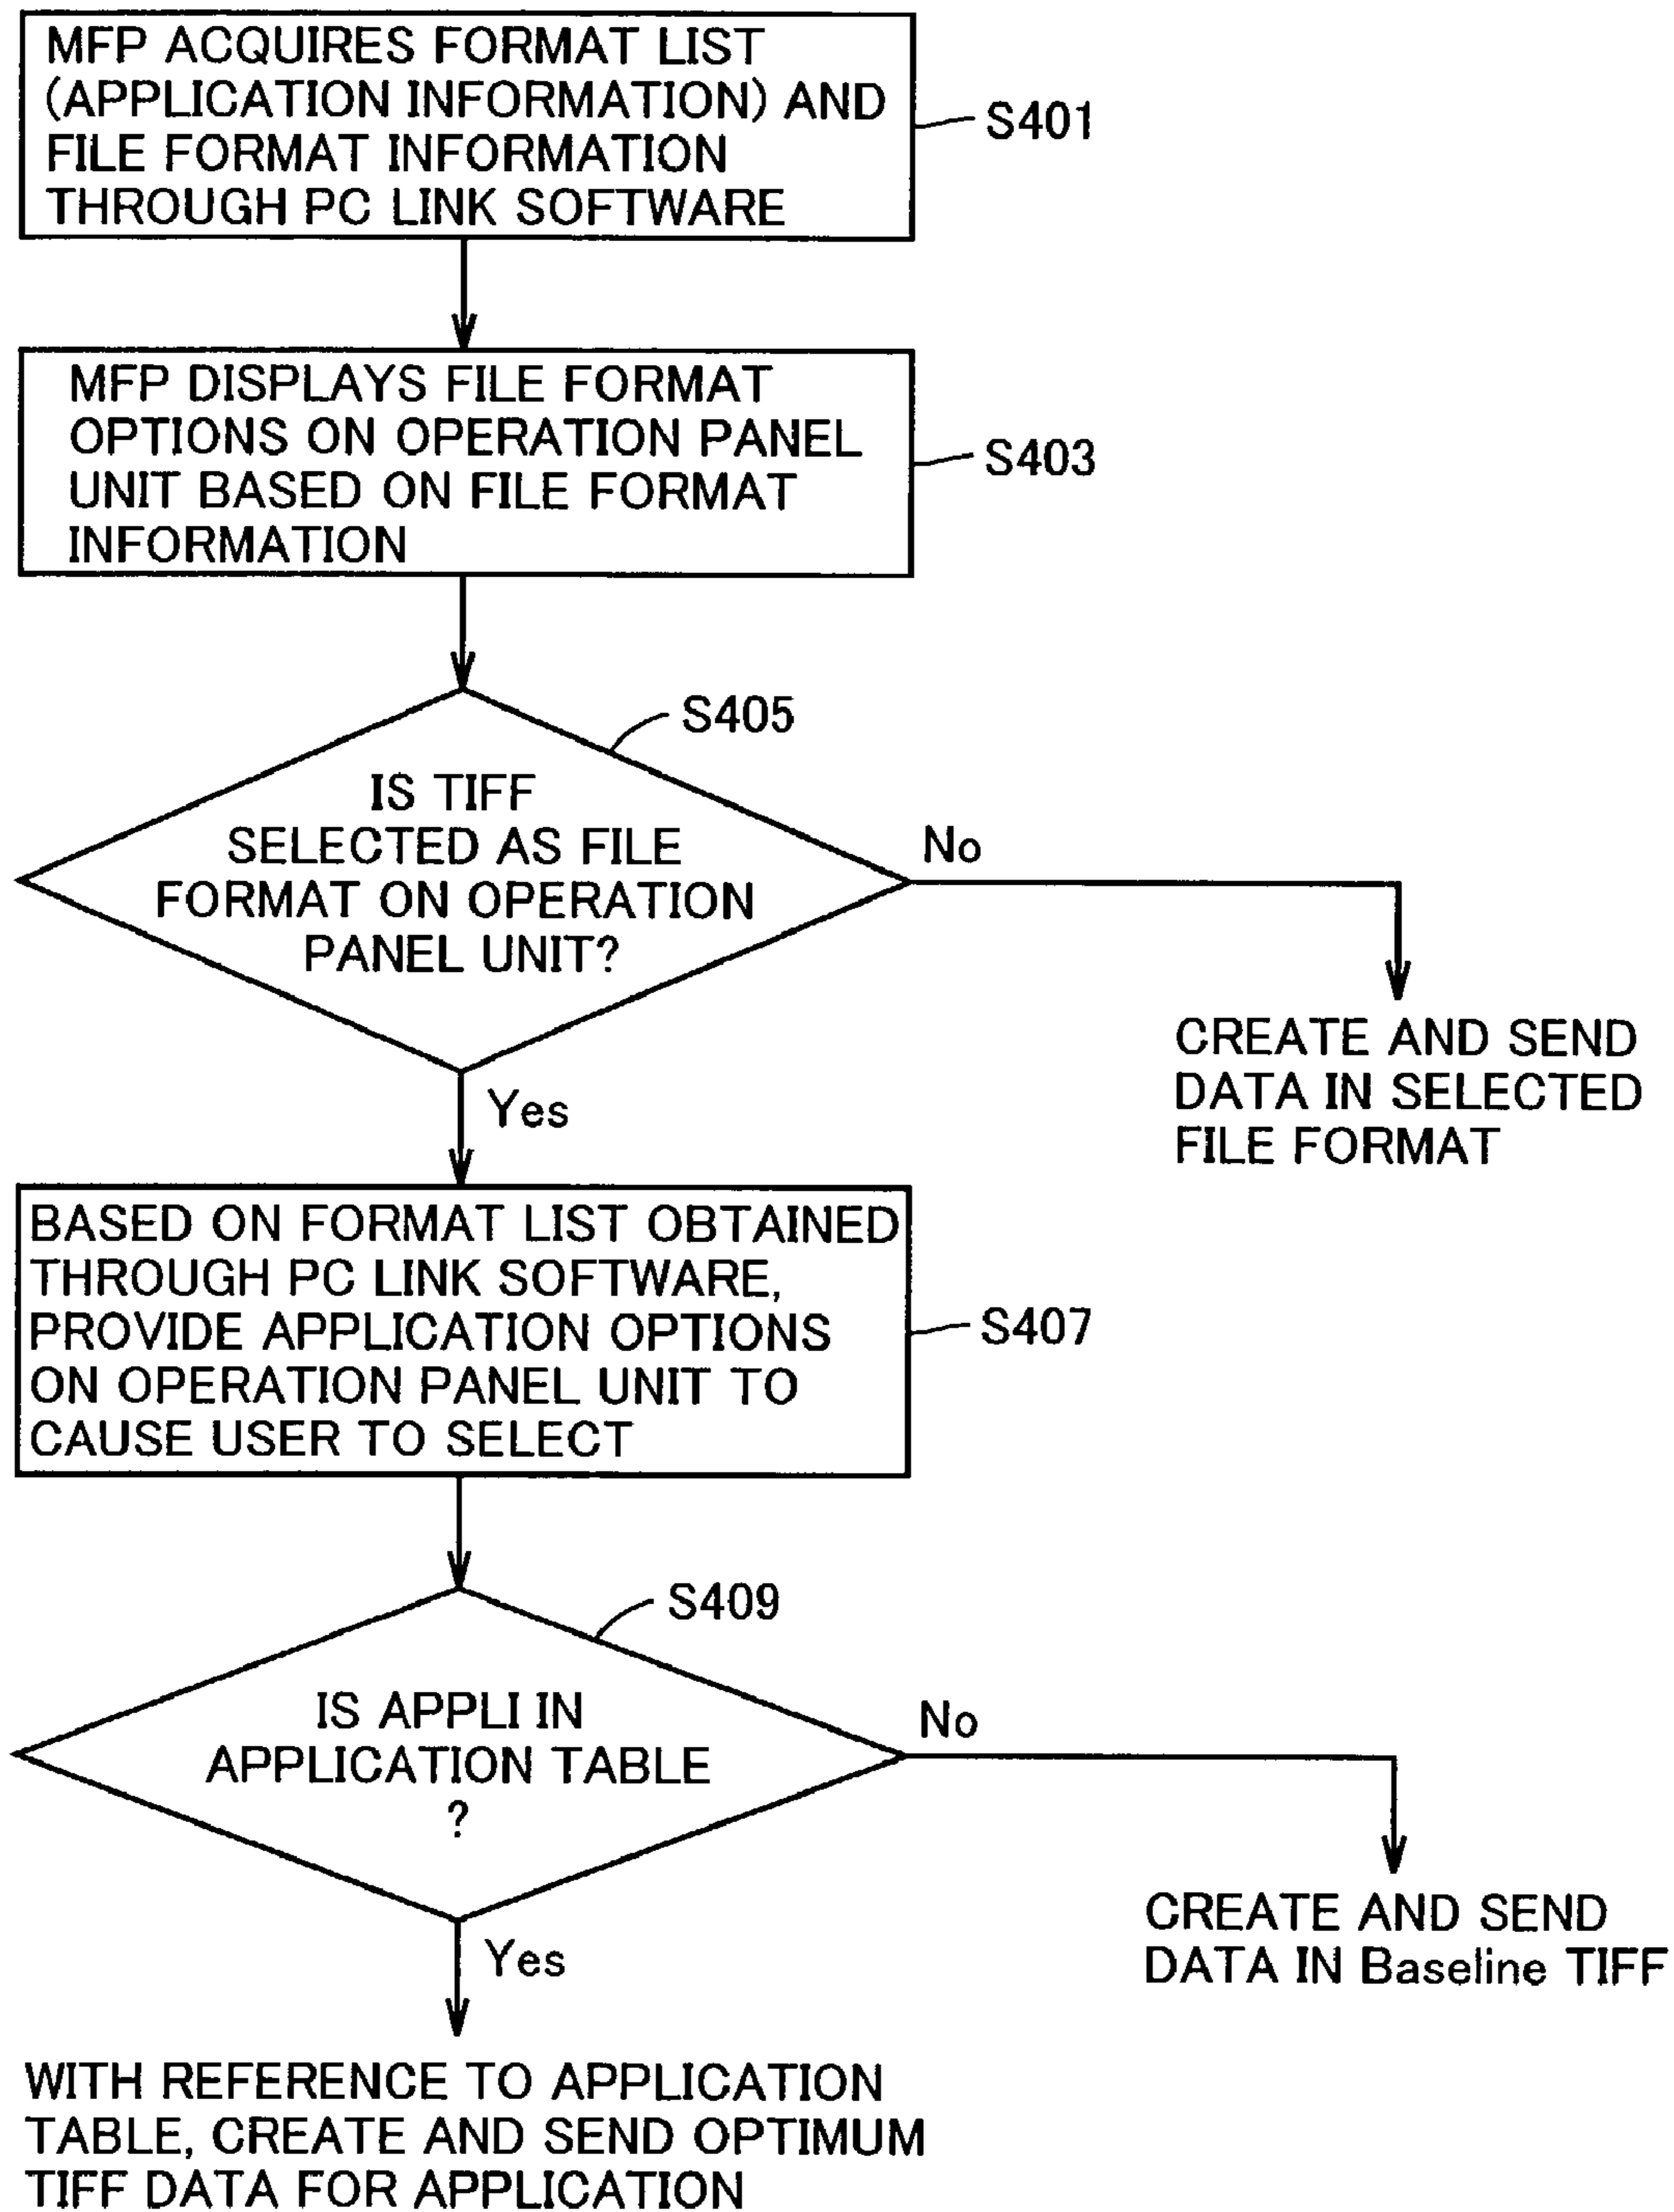 MFP ACQUIRES FORMAT LIST
(APPLICATION INFORMATION) AND
FILE FORMAT INFORMATION
THROUGH PC LINK SOFTWARE
S401
MFP DISPLAYS FILE FORMAT
OPTIONS ON OPERATION PANEL
UNIT BASED ON FILE FORMAT
INFORMATION
S403
S405
IS TIFF
SELECTED AS FILE
FORMAT ON OPERATION
PANEL UNIT?
No
CREATE AND SEND
DATA IN SELECTED
FILE FORMAT
Yes
BASED ON FORMAT LIST OBTAINED
THROUGH PC LINK SOFTWARE,
PROVIDE APPLICATION OPTIONS
ON OPERATION PANEL UNIT TO
CAUSE USER TO SELECT
S407
S409
IS APPLI IN
APPLICATION TABLE
?
No
CREATE AND SEND
DATA IN Baseline TIFF
Yes
WITH REFERENCE TO APPLICATION
TABLE, CREATE AND SEND OPTIMUM
TIFF DATA FOR APPLICATION